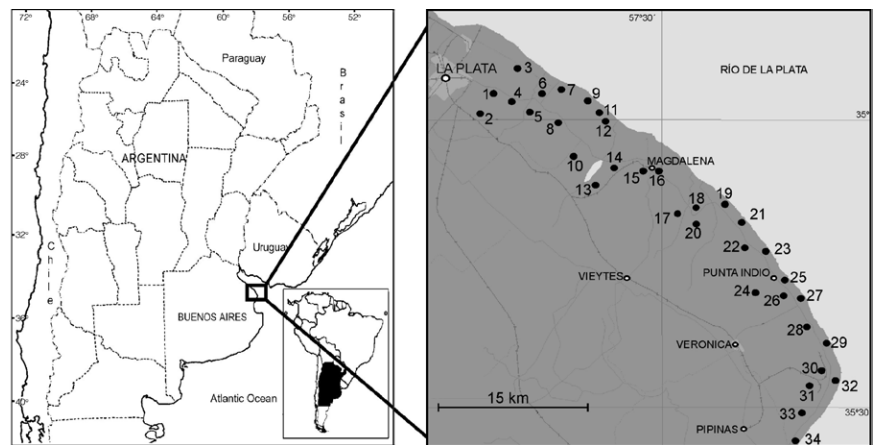 72° 68° 64° 60° 56° 52°
Paraguay
Brasil
24°
ARGENTINA
28°
Chile
32°
Uruguay
36°
BUENOS AIRES
Atlantic Ocean
40°
57°30'
LA PLATA
RÍO DE LA PLATA
3
1 4 6 7 9
2 5 8 11
12
35°
10 14 MAGDALENA
13 15 16
17 18 19
20 21
22 23
VIEYTES PUNTA INDIO 25
24 26 27
28
VERONICA 29
30
31 32
15 km
33 35°30'
PIPINAS
34